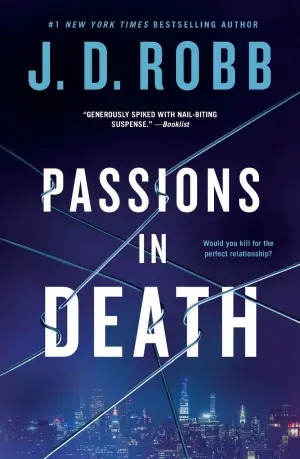 #1 NEW YORK TIMES BESTSELLING AUTHOR
J. D. ROBB
"GENEROUSLY SPIKED WITH NAIL-BITING
SUSPENSE." —Booklist
PASSIONS
IN
DEATH
Would you kill for the
perfect relationship?